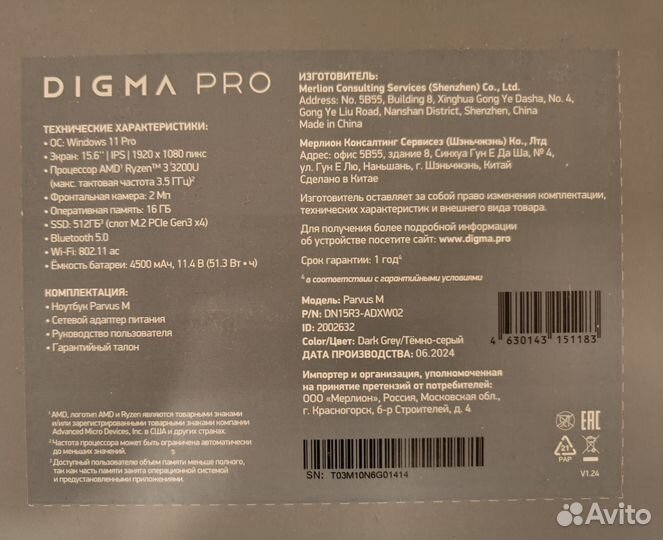 DIGMA PRO
ТЕХНИЧЕСКИЕ ХАРАКТЕРИСТИКИ:
• ОС: Windows 11 Pro
• Экран: 15.6'' | IPS | 1920 x 1080 пикс
• Процессор AMD¹ Ryzen™ 3 3200U
(макс. тактовая частота 3.5 ГГц)²
• Фронтальная камера: 2 Мп
• Оперативная память: 16 ГБ
• SSD: 512ГБ³ (слот M.2 PCIe Gen3 x4)
• Bluetooth 5.0
• Wi-Fi: 802.11 ac
• Ёмкость батареи: 4500 мАч, 11.4 В (51.3 Вт • ч)
КОМПЛЕКТАЦИЯ:
• Ноутбук Parvus M
• Сетевой адаптер питания
• Руководство пользователя
• Гарантийный талон
¹ AMD, логотип AMD и Ryzen являются товарными знаками
и/или зарегистрированными товарными знаками компании
Advanced Micro Devices, Inc. в США и других странах.
² Частота процессора может быть ограничена автоматически
до меньших значений.
³ Доступный пользователю объем памяти меньше полного,
так как часть памяти занята операционной системой
и предустановленными приложениями.
ИЗГОТОВИТЕЛЬ:
Merlion Consulting Services (Shenzhen) Co., Ltd.
Address: No. 5B55, Building 8, Xinghua Gong Ye Dasha, No. 4,
Gong Ye Liu Road, Nanshan District, Shenzhen, China
Made in China
Мерлион Консалтинг Сервисез (Шэньчжэнь) Ко., Лтд
Адрес: офис 5B55, здание 8, Синхуа Гун Е Да Ша, № 4,
ул. Гун Е Лю, Наньшань, г. Шэньчжэнь, Китай
Сделано в Китае
Изготовитель оставляет за собой право изменения комплектации,
технических характеристик и внешнего вида товара.
Для получения более подробной информации
об устройстве посетите сайт: www.digma.pro
Срок гарантии: 1 год⁴
⁴ в соответствии с гарантийными условиями
Модель: Parvus M
P/N: DN15R3-ADXW02
ID: 2002632
Color/Цвет: Dark Grey/Тёмно-серый
ДАТА ПРОИЗВОДСТВА: 06.2024
4 630143 151183
Импортер и организация, уполномоченная
на принятие претензий от потребителей:
ООО «Мерлион», Россия, Московская обл.,
г. Красногорск, б-р Строителей, д. 4
SN: T03M10N6G01414
EAC
21
PAP
V1.24
Avito